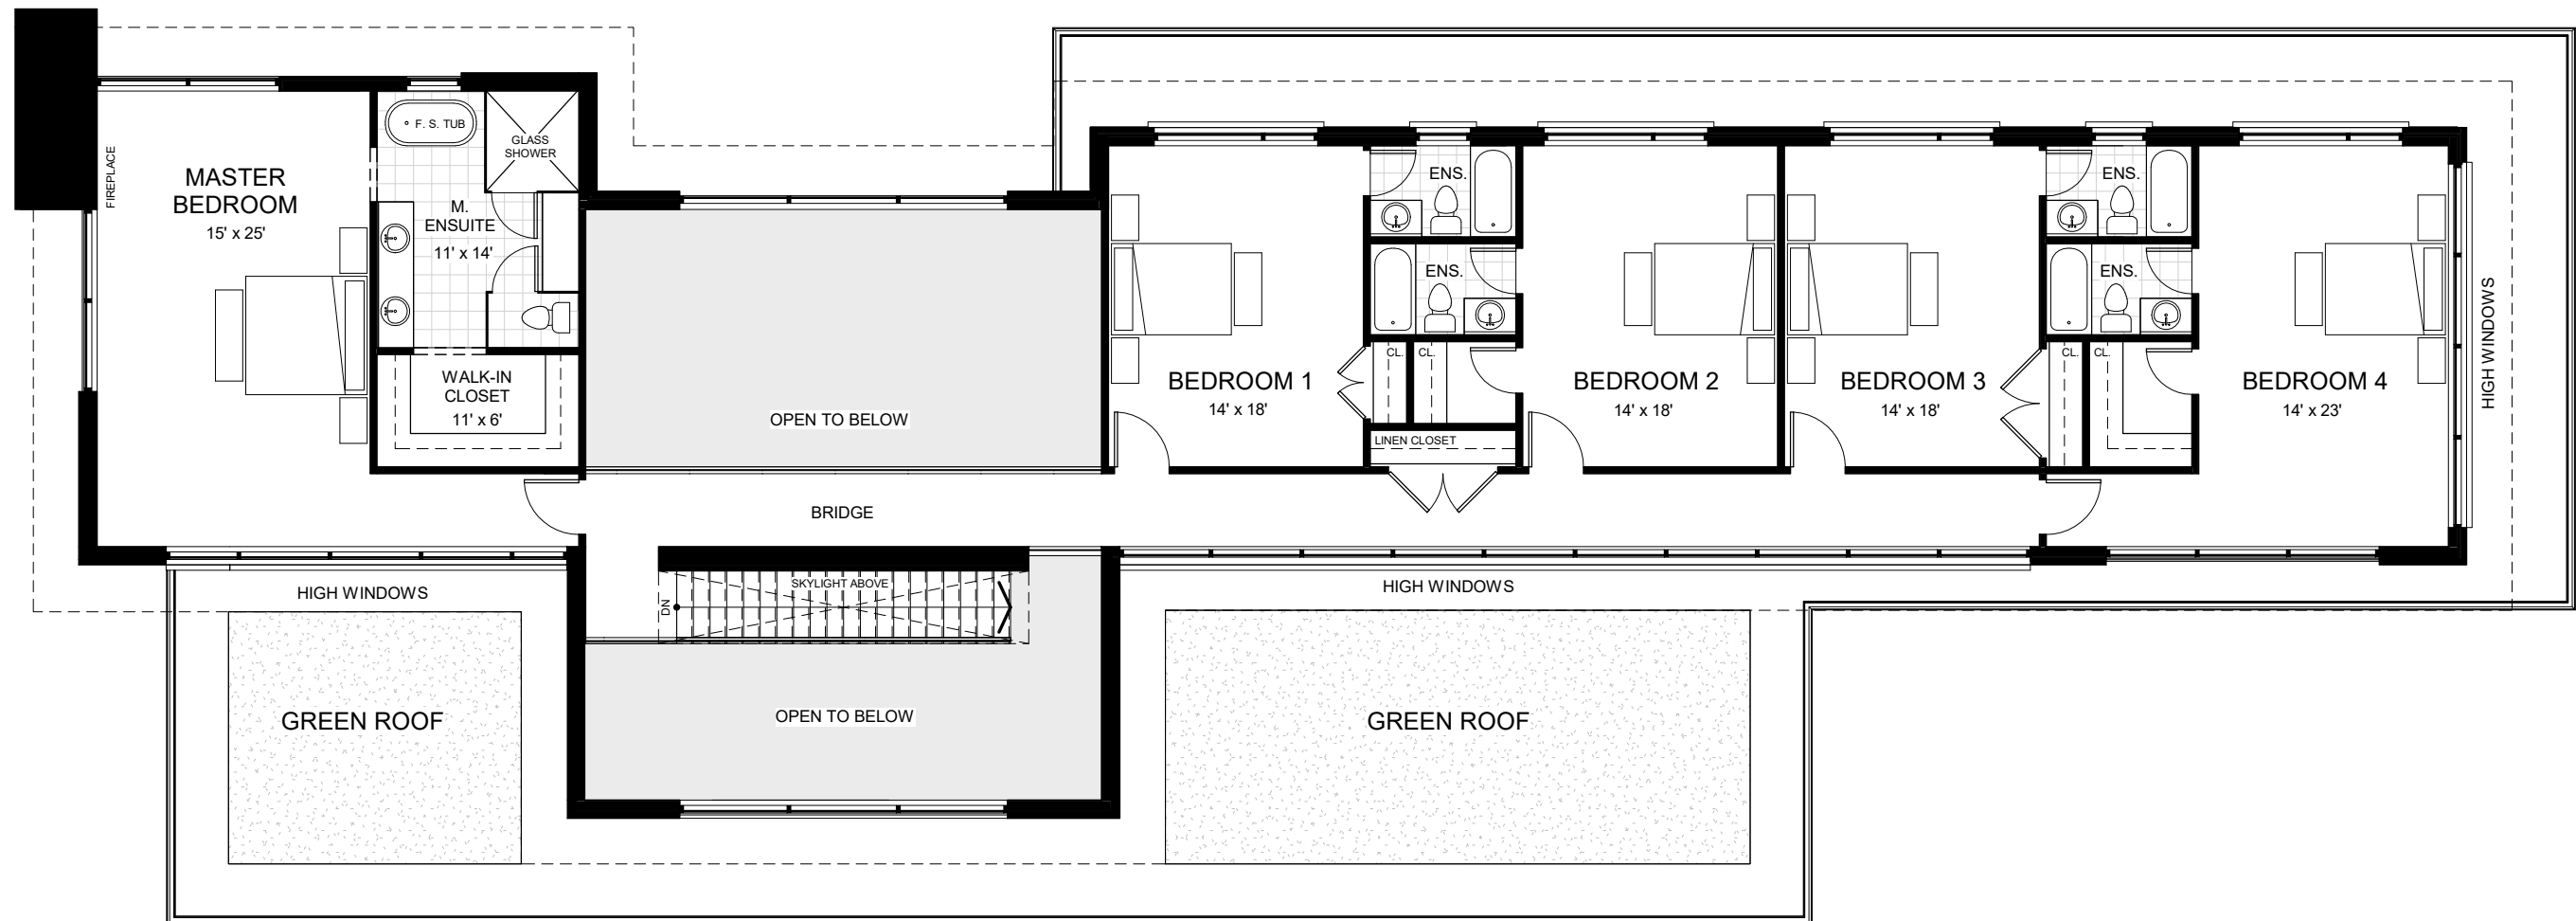 FIREPLACE
MASTER
BEDROOM
15' x 25'
F. S. TUB
GLASS
SHOWER
M.
ENSUITE
11' x 14'
WALK-IN
CLOSET
11' x 6'
OPEN TO BELOW
BRIDGE
BEDROOM 1
14' x 18'
ENS.
ENS.
CL.
CL.
LINEN CLOSET
BEDROOM 2
14' x 18'
BEDROOM 3
14' x 18'
ENS.
ENS.
CL.
CL.
BEDROOM 4
14' x 23'
HIGH WINDOWS
HIGH WINDOWS
DN
SKYLIGHT ABOVE
HIGH WINDOWS
GREEN ROOF
OPEN TO BELOW
GREEN ROOF